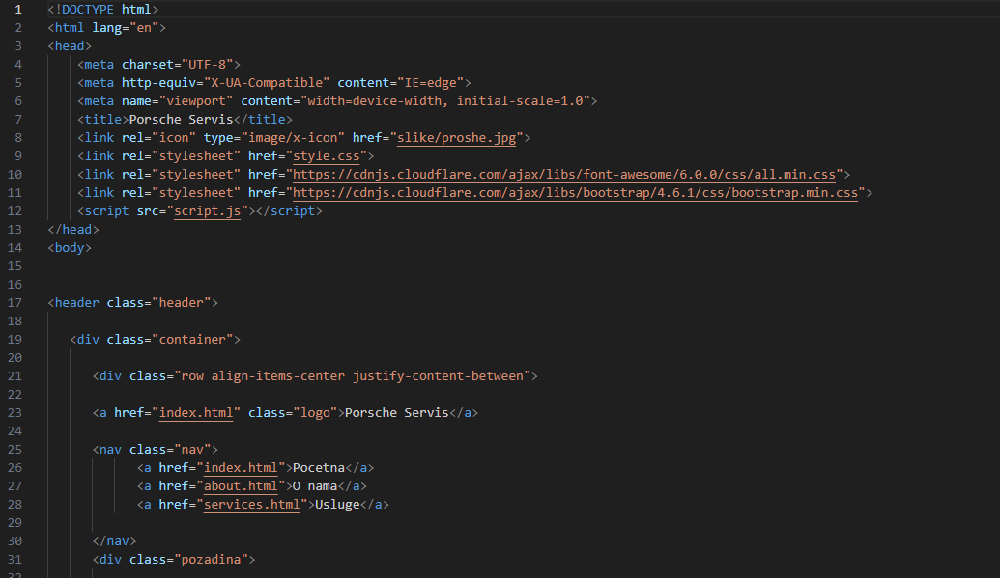 1 <!DOCTYPE html>
2 <html lang="en">
3 <head>
4 <meta charset="UTF-8">
5 <meta http-equiv="X-UA-Compatible" content="IE=edge">
6 <meta name="viewport" content="width=device-width, initial-scale=1.0">
7 <title>Porsche Servis</title>
8 <link rel="icon" type="image/x-icon" href="slike/proshe.jpg">
9 <link rel="stylesheet" href="style.css">
10 <link rel="stylesheet" href="https://cdnjs.cloudflare.com/ajax/libs/font-awesome/6.0.0/css/all.min.css">
11 <link rel="stylesheet" href="https://cdnjs.cloudflare.com/ajax/libs/bootstrap/4.6.1/css/bootstrap.min.css">
12 <script src="script.js"></script>
13 </head>
14 <body>
15
16
17 <header class="header">
18
19 <div class="container">
20
21 <div class="row align-items-center justify-content-between">
22
23 <a href="index.html" class="logo">Porsche Servis</a>
24
25 <nav class="nav">
26 <a href="index.html">Pocetna</a>
27 <a href="about.html">O nama</a>
28 <a href="services.html">Usluge</a>
29
30 </nav>
31 <div class="pozadina">
32